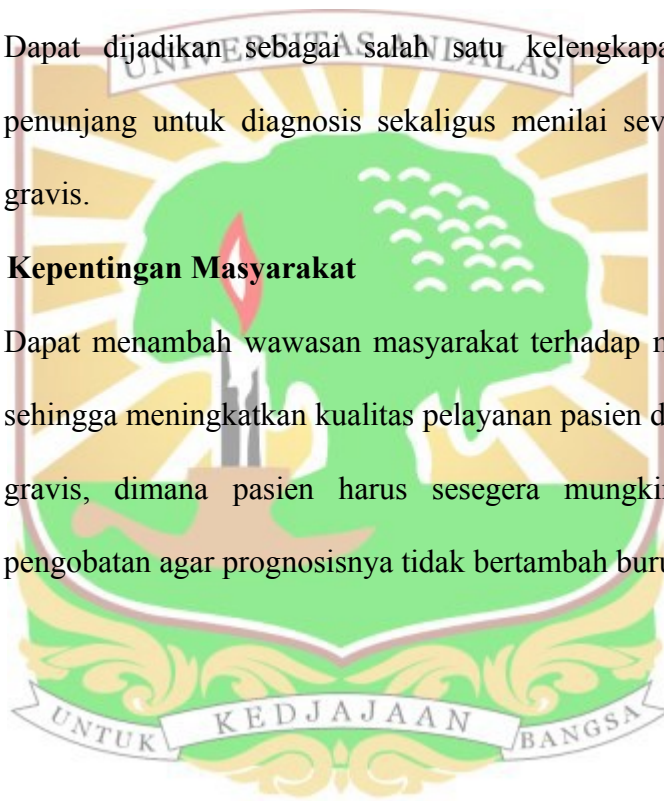 UNIVERSITAS ANDALAS
Dapat dijadikan sebagai salah satu kelengkapa
penunjang untuk diagnosis sekaligus menilai sev
gravis.
Kepentingan Masyarakat
Dapat menambah wawasan masyarakat terhadap
sehingga meningkatkan kualitas pelayanan pasien d
gravis, dimana pasien harus sesegera mungki
pengobatan agar prognosisnya tidak bertambah buru
UNTUK KEDJAJAAN BANGSA